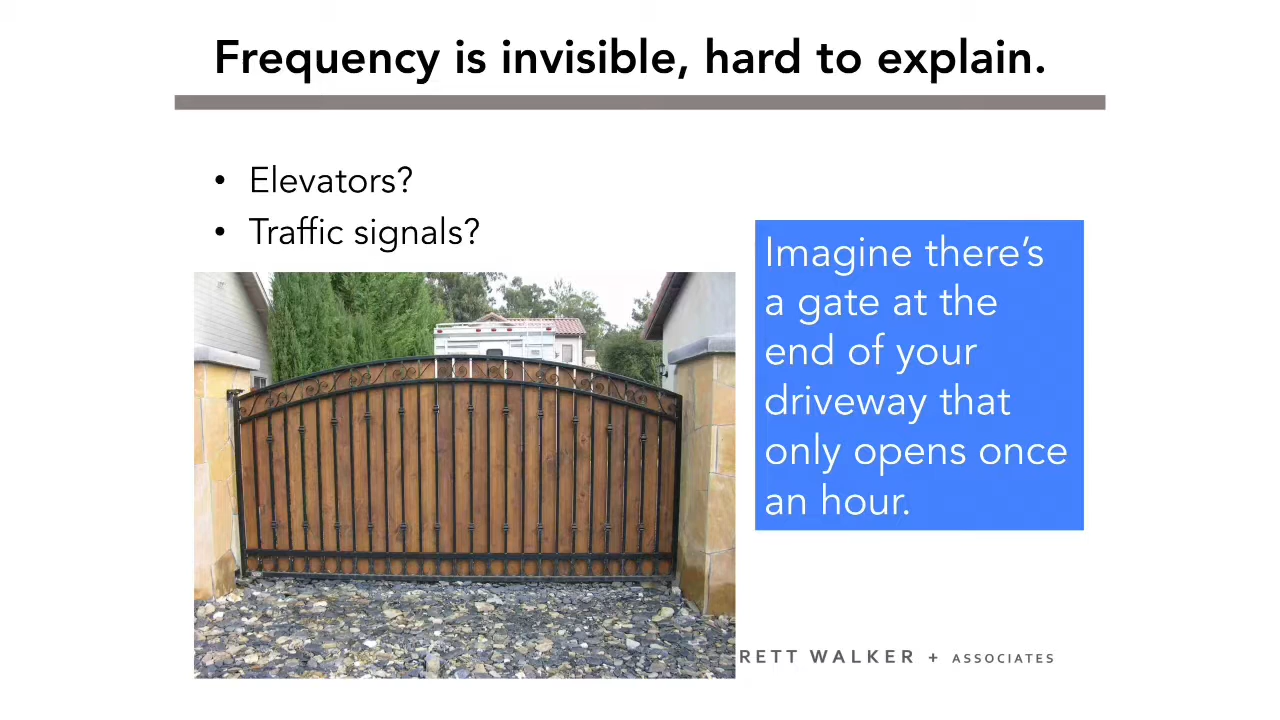 Frequency is invisible, hard to explain.
• Elevators?
• Traffic signals?
Imagine there’s
a gate at the
end of your
driveway that
only opens once
an hour.
RETT WALKER + ASSOCIATES